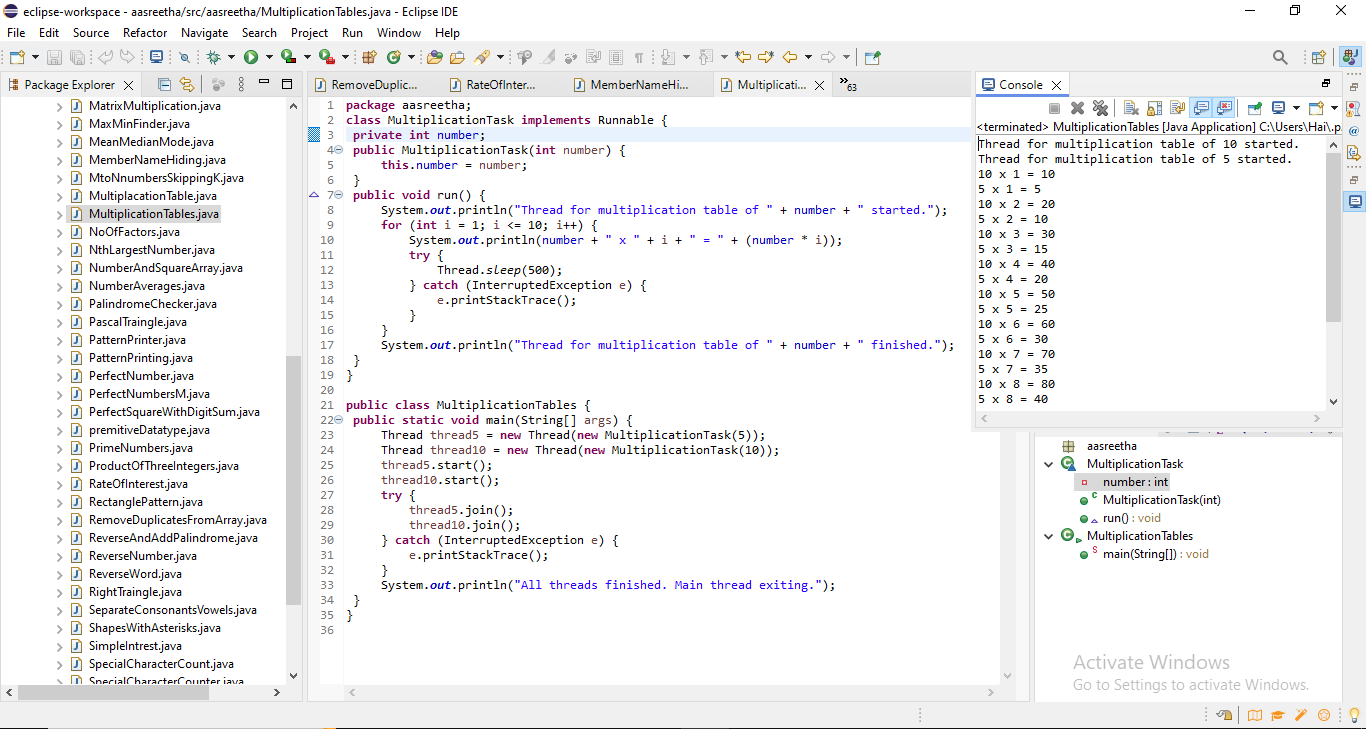 eclipse-workspace - aasreetha/src/aasreetha/MultiplicationTables.java - Eclipse IDE
File Edit Source Refactor Navigate Search Project Run Window Help
Package Explorer
MatrixMultiplication.java
MaxMinFinder.java
MeanMedianMode.java
MemberNameHiding.java
MtoNnumbersSkippingK.java
MultiplacationTable.java
MultiplicationTables.java
NoOfFactors.java
NthLargestNumber.java
NumberAndSquareArray.java
NumberAverages.java
PalindromeChecker.java
PascalTraingle.java
PatternPrinter.java
PatternPrinting.java
PerfectNumber.java
PerfectNumbersM.java
PerfectSquareWithDigitSum.java
premitiveDatatype.java
PrimeNumbers.java
ProductOfThreeIntegers.java
RateOfInterest.java
RectanglePattern.java
RemoveDuplicatesFromArray.java
ReverseAndAddPalindrome.java
ReverseNumber.java
ReverseWord.java
RightTraingle.java
SeparateConsonantsVowels.java
ShapesWithAsterisks.java
SimpleIntrest.java
SpecialCharacterCount.java
SpecialCharacterCounter.java
RemoveDuplic... RateOfInter... MemberNameHi... Multiplicati... 63
1 package aasreetha;
2 class MultiplicationTask implements Runnable {
3 private int number;
4 public MultiplicationTask(int number) {
5 this.number = number;
6 }
7 public void run() {
8 System.out.println("Thread for multiplication table of " + number + " started.");
9 for (int i = 1; i <= 10; i++) {
10 System.out.println(number + " x " + i + " = " + (number * i));
11 try {
12 Thread.sleep(500);
13 } catch (InterruptedException e) {
14 e.printStackTrace();
15 }
16 }
17 System.out.println("Thread for multiplication table of " + number + " finished.");
18 }
19 }
20
21 public class MultiplicationTables {
22 public static void main(String[] args) {
23 Thread thread5 = new Thread(new MultiplicationTask(5));
24 Thread thread10 = new Thread(new MultiplicationTask(10));
25 thread5.start();
26 thread10.start();
27 try {
28 thread5.join();
29 thread10.join();
30 } catch (InterruptedException e) {
31 e.printStackTrace();
32 }
33 System.out.println("All threads finished. Main thread exiting.");
34 }
35 }
36
Console
<terminated> MultiplicationTables [Java Application] C:\Users\Hai\.p
Thread for multiplication table of 10 started.
Thread for multiplication table of 5 started.
10 x 1 = 10
5 x 1 = 5
10 x 2 = 20
5 x 2 = 10
10 x 3 = 30
5 x 3 = 15
10 x 4 = 40
5 x 4 = 20
10 x 5 = 50
5 x 5 = 25
10 x 6 = 60
5 x 6 = 30
10 x 7 = 70
5 x 7 = 35
10 x 8 = 80
5 x 8 = 40
aasreetha
MultiplicationTask
number : int
MultiplicationTask(int)
run() : void
MultiplicationTables
main(String[]) : void
Activate Windows
Go to Settings to activate Windows.